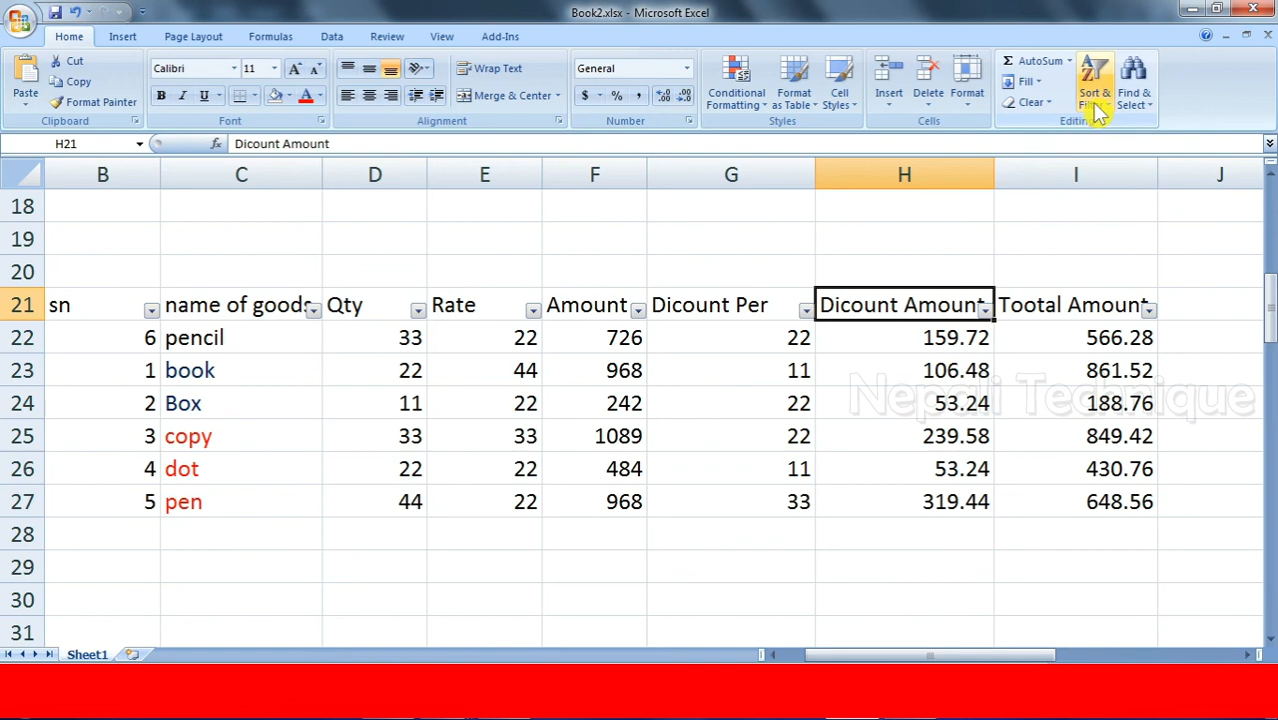 Book2.xlsx - Microsoft Excel
Home Insert Page Layout Formulas Data Review View Add-Ins
Paste Cut Copy Format Painter Clipboard
Calibri 11 B I U A Font
Wrap Text Merge & Center Alignment
General $ % , Number
Conditional Formatting Format as Table Cell Styles Styles
Insert Delete Format Cells
Σ AutoSum Fill Clear Sort & Filter Find & Select Editing
H21 fx Dicount Amount
B C D E F G H I J
18
19
20
21 sn name of goods Qty Rate Amount Dicount Per Dicount Amount Tootal Amount
22 6 pencil 33 22 726 22 159.72 566.28
23 1 book 22 44 968 11 106.48 861.52
24 2 Box 11 22 242 22 53.24 188.76
Nepali Technique
25 3 copy 33 33 1089 22 239.58 849.42
26 4 dot 22 22 484 11 53.24 430.76
27 5 pen 44 22 968 33 319.44 648.56
28
29
30
31
Sheet1